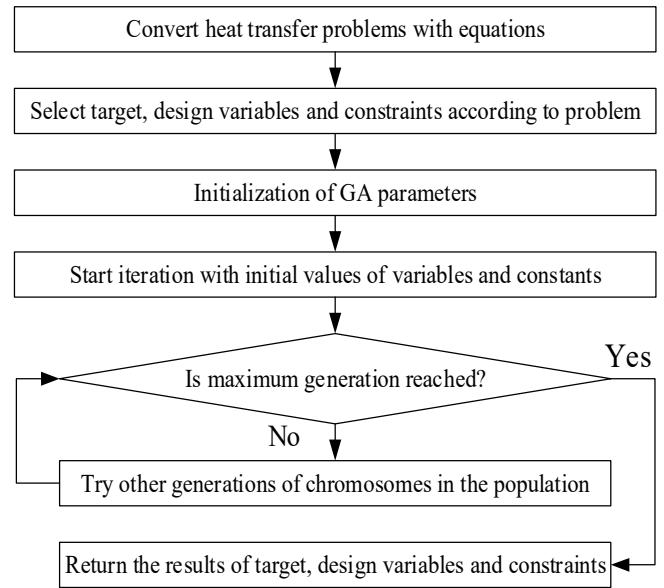 Convert heat transfer problems with equations
Select target, design variables and constraints according to problem
Initialization of GA parameters
Start iteration with initial values of variables and constants
Is maximum generation reached?
Yes
No
Try other generations of chromosomes in the population
Return the results of target, design variables and constraints